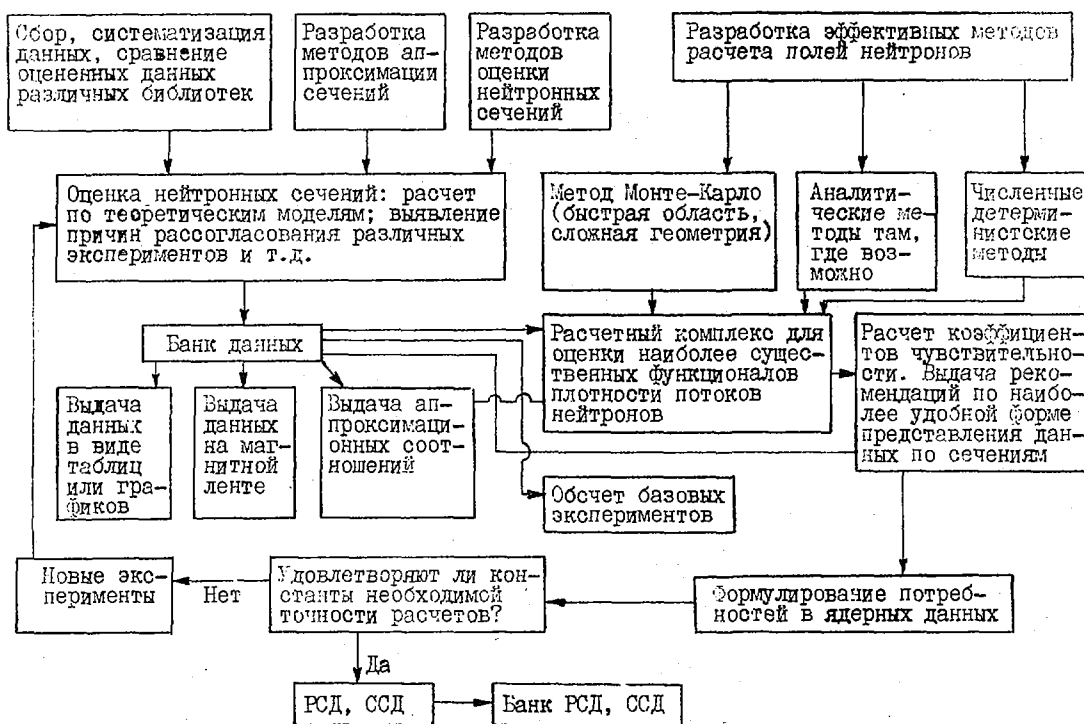 Сбор, систематизация
данных, сравнение
оцененных данных
различных библиотек
Разработка
методов ап-
проксимации
сечений
Разработка
методов
оценки
нейтронных
сечений
Разработка эффективных методов
расчета полей нейтронов
Оценка нейтронных сечений: расчет
по теоретическим моделям; выявление
причин рассогласования различных
экспериментов и т.д.
Метод Монте-Карло
(быстрая область,
сложная геометрия)
Аналити-
ческие ме-
тоды там,
где воз-
можно
Численные
детерми-
нистские
методы
Банк данных
Расчетный комплекс для
оценки наиболее сущес-
твенных функционалов
плотности потоков
нейтронов
Расчет коэффициен-
тов чувствительно-
сти. Выдача реко-
мендаций по наибо-
лее удобной форме
представления дан-
ных по сечениям
Выдача
данных
в виде
таблиц
или гра-
фиков
Выдача
данных
на маг-
нитной
ленте
Выдача ап-
проксимаци-
онных соот-
ношений
Обсчет базовых
экспериментов
Новые экс-
перименты
Нет
Удовлетворяют ли кон-
станты необходимой
точности расчетов?
Формулирование потреб-
ностей в ядерных данных
Да
РСД, ССД
Банк РСД, ССД